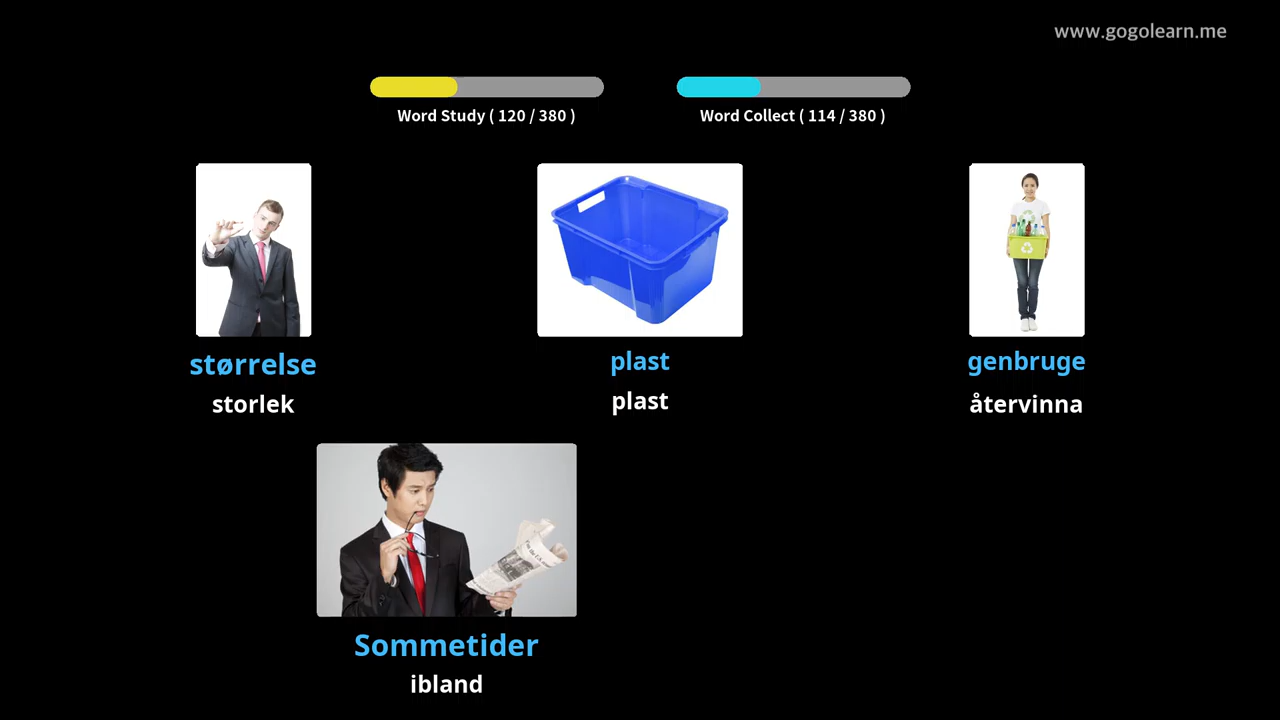 www.gogolearn.me
Word Study ( 120 / 380 )
Word Collect ( 114 / 380 )
størrelse
storlek
plast
plast
genbruge
återvinna
Sommetider
ibland